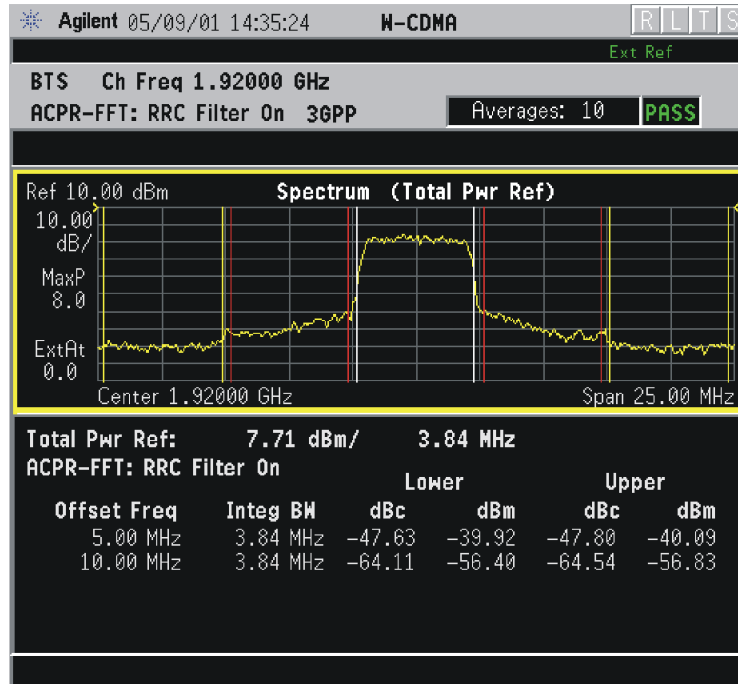 Agilent 05/09/01 14:35:24 W-CDMA R L T S
Ext Ref
BTS Ch Freq 1.92000 GHz
ACPR-FFT: RRC Filter On 3GPP Averages: 10 PASS
Ref 10.00 dBm Spectrum (Total Pwr Ref)
10.00
dB/
MaxP
8.0
ExtAt
0.0
Center 1.92000 GHz Span 25.00 MHz
Total Pwr Ref: 7.71 dBm/ 3.84 MHz
ACPR-FFT: RRC Filter On
Lower Upper
Offset Freq Integ BW dBc dBm dBc dBm
5.00 MHz 3.84 MHz -47.63 -39.92 -47.80 -40.09
10.00 MHz 3.84 MHz -64.11 -56.40 -64.54 -56.83